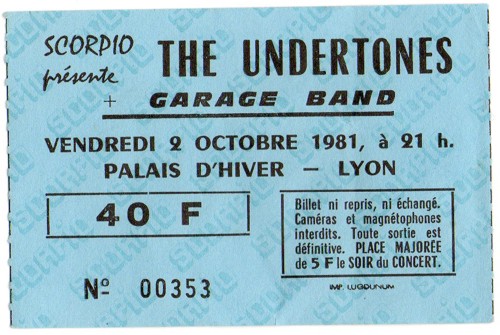 SCORPIO présente THE UNDERTONES
+ GARAGE BAND
VENDREDI 2 OCTOBRE 1981, à 21 h.
PALAIS D'HIVER — LYON
40 F
Billet ni repris, ni échangé.
Caméras et magnétophones
interdits. Toute sortie est
définitive. PLACE MAJORÉE
de 5 F le SOIR du CONCERT.
Nº 00353
IMP. LUGDUNUM